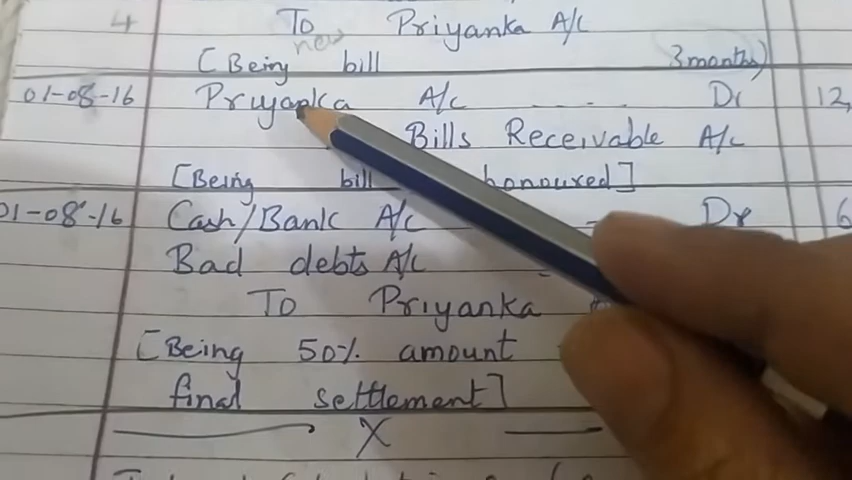 4 To Priyanka A/c
new
[Being bill 3 months)
01-08-16 Priyanka A/c .... Dr 12,
Bills Receivable A/c
[Being bill honoured]
01-08-16 Cash/Bank A/c - Dr 6
Bad debts A/c -
To Priyanka
[Being 50% amount
final settlement]
X